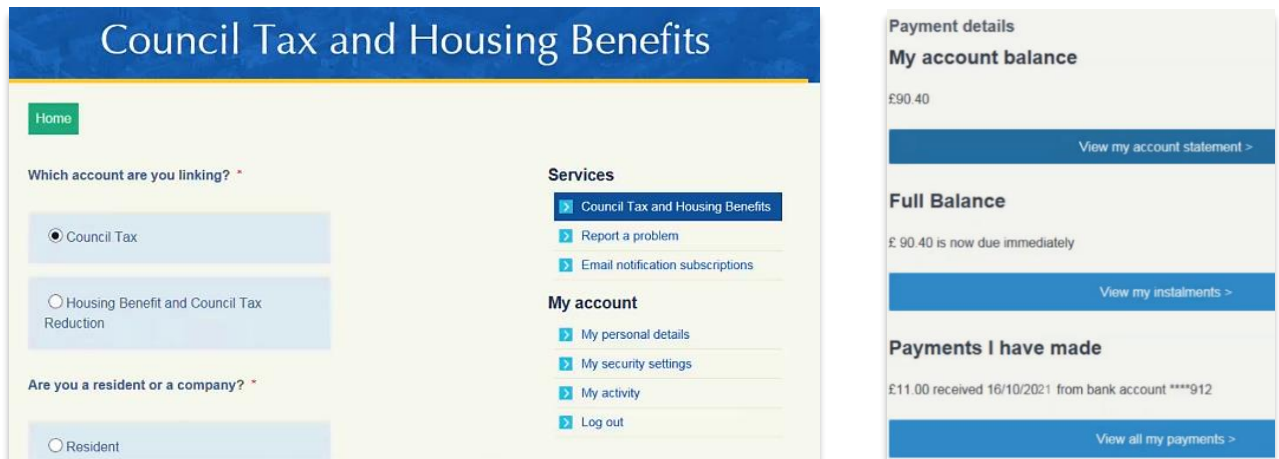 Council Tax and Housing Benefits
Home
Which account are you linking? *
Council Tax
Housing Benefit and Council Tax
Reduction
Are you a resident or a company? *
Resident
Services
Council Tax and Housing Benefits
Report a problem
Email notification subscriptions
My account
My personal details
My security settings
My activity
Log out
Payment details
My account balance
£90.40
View my account statement >
Full Balance
£ 90.40 is now due immediately
View my instalments >
Payments I have made
£11.00 received 16/10/2021 from bank account ****912
View all my payments >